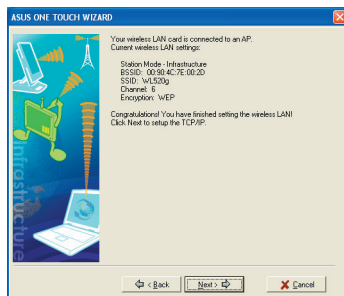 ASUS ONE TOUCH WIZARD
Your wireless LAN card is connected to an AP.
Current wireless LAN settings:
Station Mode - Infrastructure
BSSID: 00:90:4C:7E:00:2D
SSID: WL520g
Channel: 6
Encryption: WEP
Congratulations! You have finished setting the wireless LAN!
Click Next to setup the TCP/IP.
infrastructure
< Back
Next >
Cancel